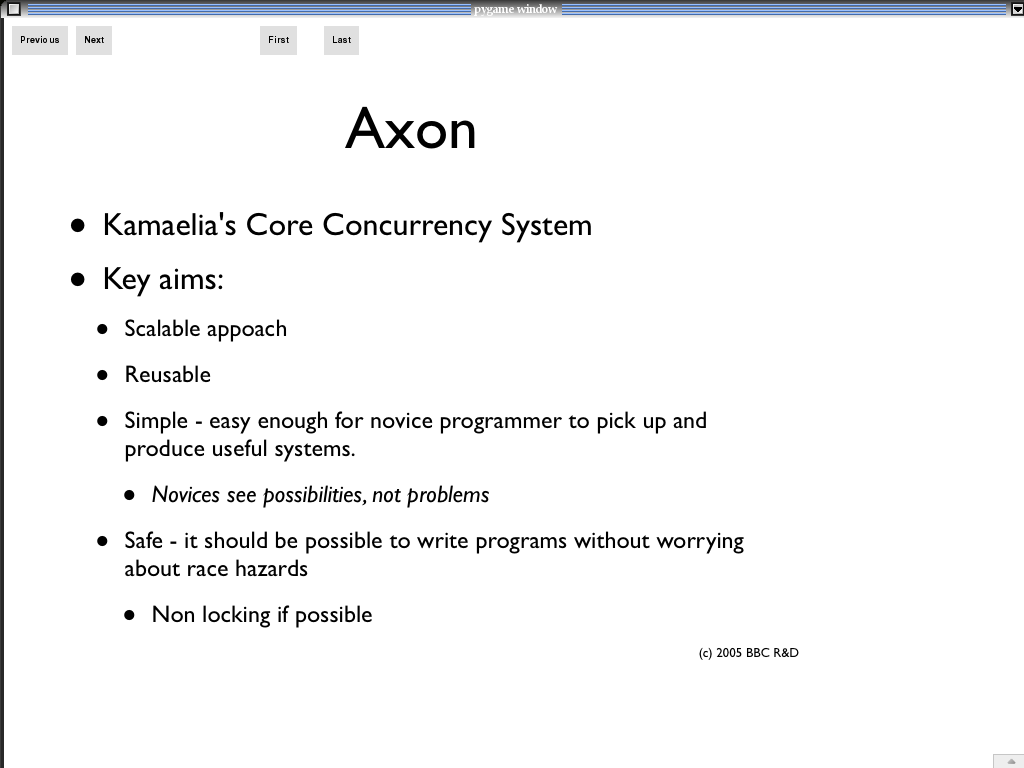 pygame window
Previous Next First Last
Axon
• Kamaelia's Core Concurrency System
• Key aims:
• Scalable appoach
• Reusable
• Simple - easy enough for novice programmer to pick up and
produce useful systems.
• Novices see possibilities, not problems
• Safe - it should be possible to write programs without worrying
about race hazards
• Non locking if possible
(c) 2005 BBC R&D